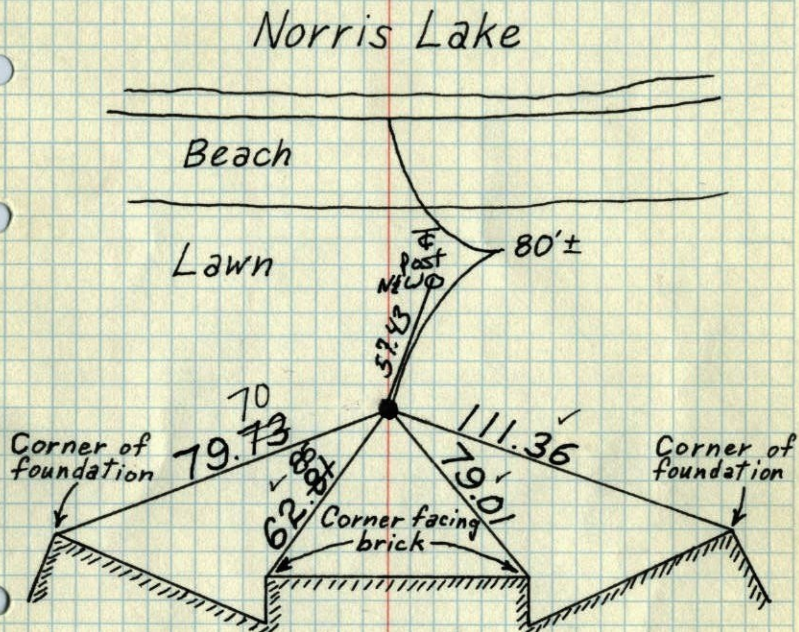 Norris Lake
Beach
Lawn
80'±
℄
Post
57.43
70
79.73
111.36
Corner of
foundation
62.
79.01
Corner of
foundation
Corner facing
brick